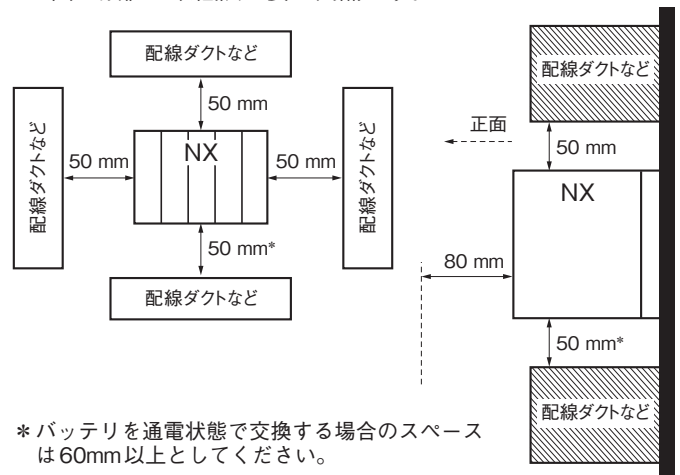 配線ダクトなど
50 mm
配線ダクトなど
50 mm
NX
50 mm
配線ダクトなど
50 mm*
配線ダクトなど
配線ダクトなど
正面
50 mm
NX
80 mm
50 mm*
配線ダクトなど
* バッテリを通電状態で交換する場合のスペース
は60mm以上としてください。